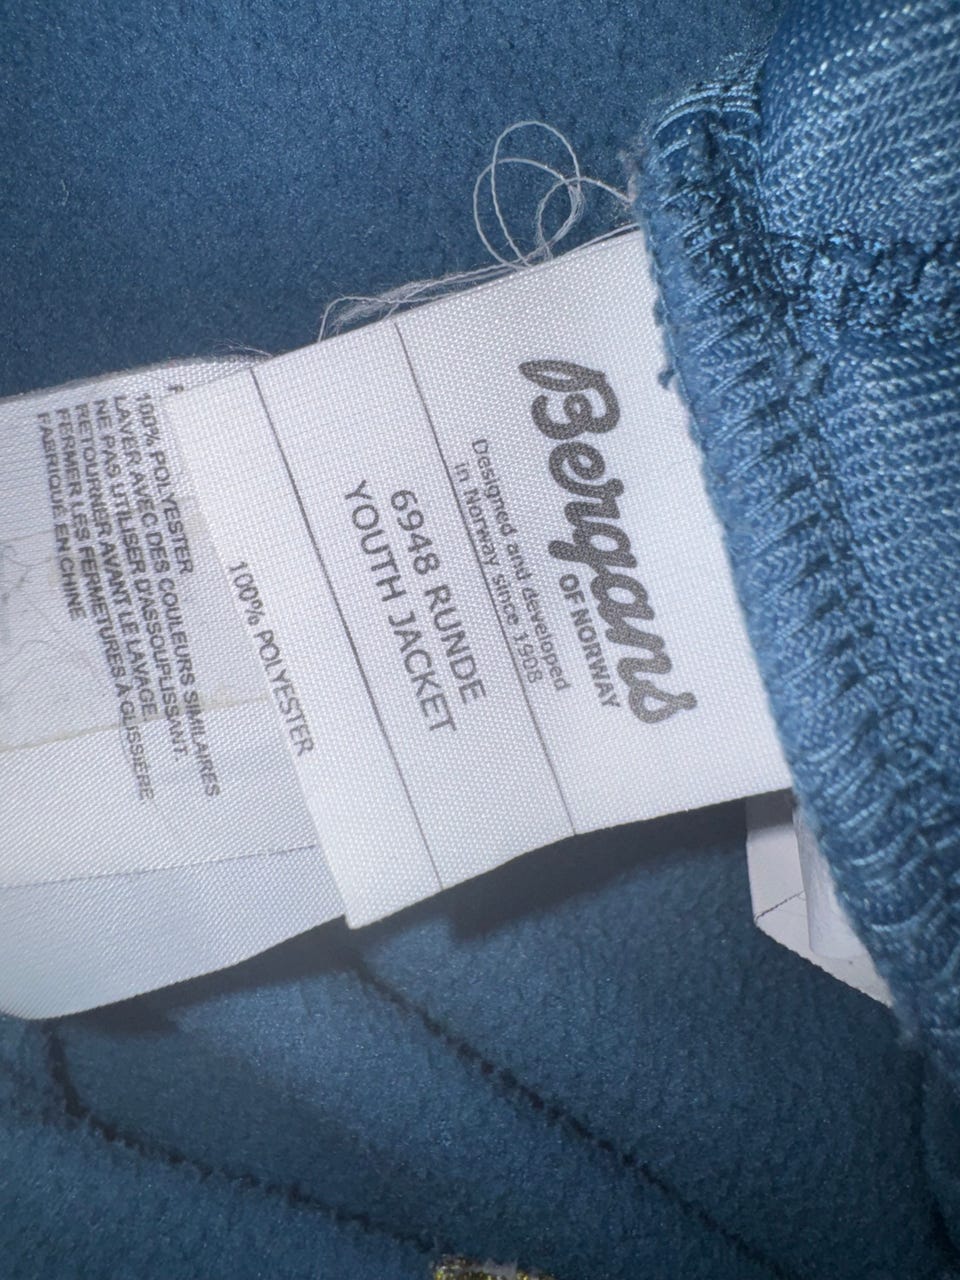 Bergans
OF NORWAY
Designed and developed
in Norway since 1908
6948 RUNDE
YOUTH JACKET
100% POLYESTER
100% POLYESTER
LAVER AVEC DES COULEURS SIMILAIRES
NE PAS UTILISER D'ASSOUPLISSANT.
RETOURNER AVANT LE LAVAGE.
FERMER LES FERMETURES À GLISSIÈRE
FABRIQUÉ EN CHINE